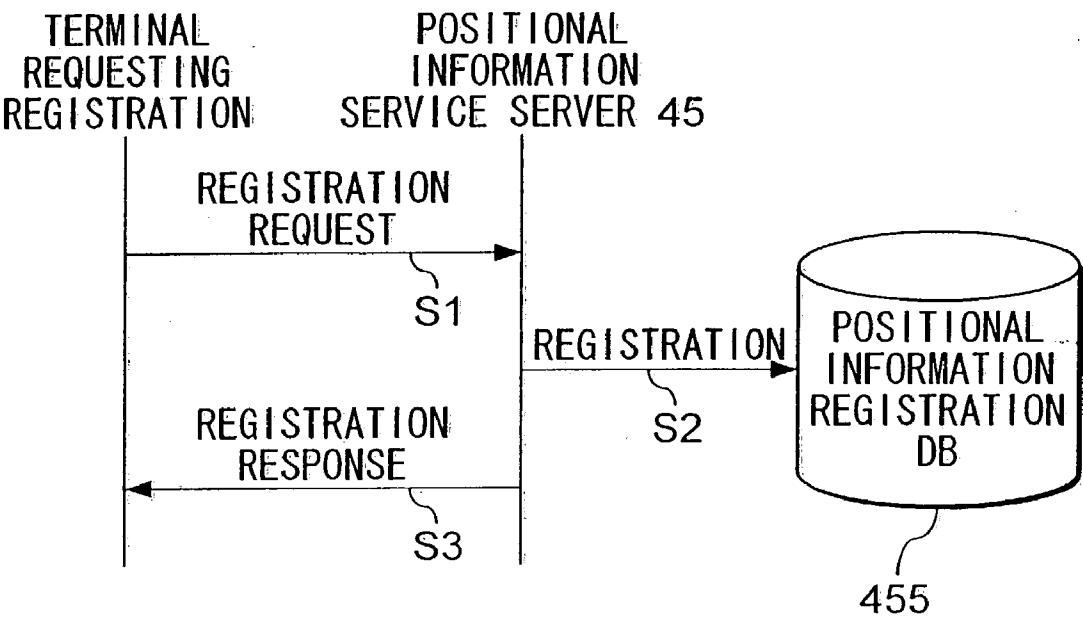 TERMINAL
REQUESTING
REGISTRATION
POSITIONAL
INFORMATION
SERVICE SERVER 45
REGISTRATION
REQUEST
S1
REGISTRATION
S2
POSITIONAL
INFORMATION
REGISTRATION
DB
REGISTRATION
RESPONSE
S3
455